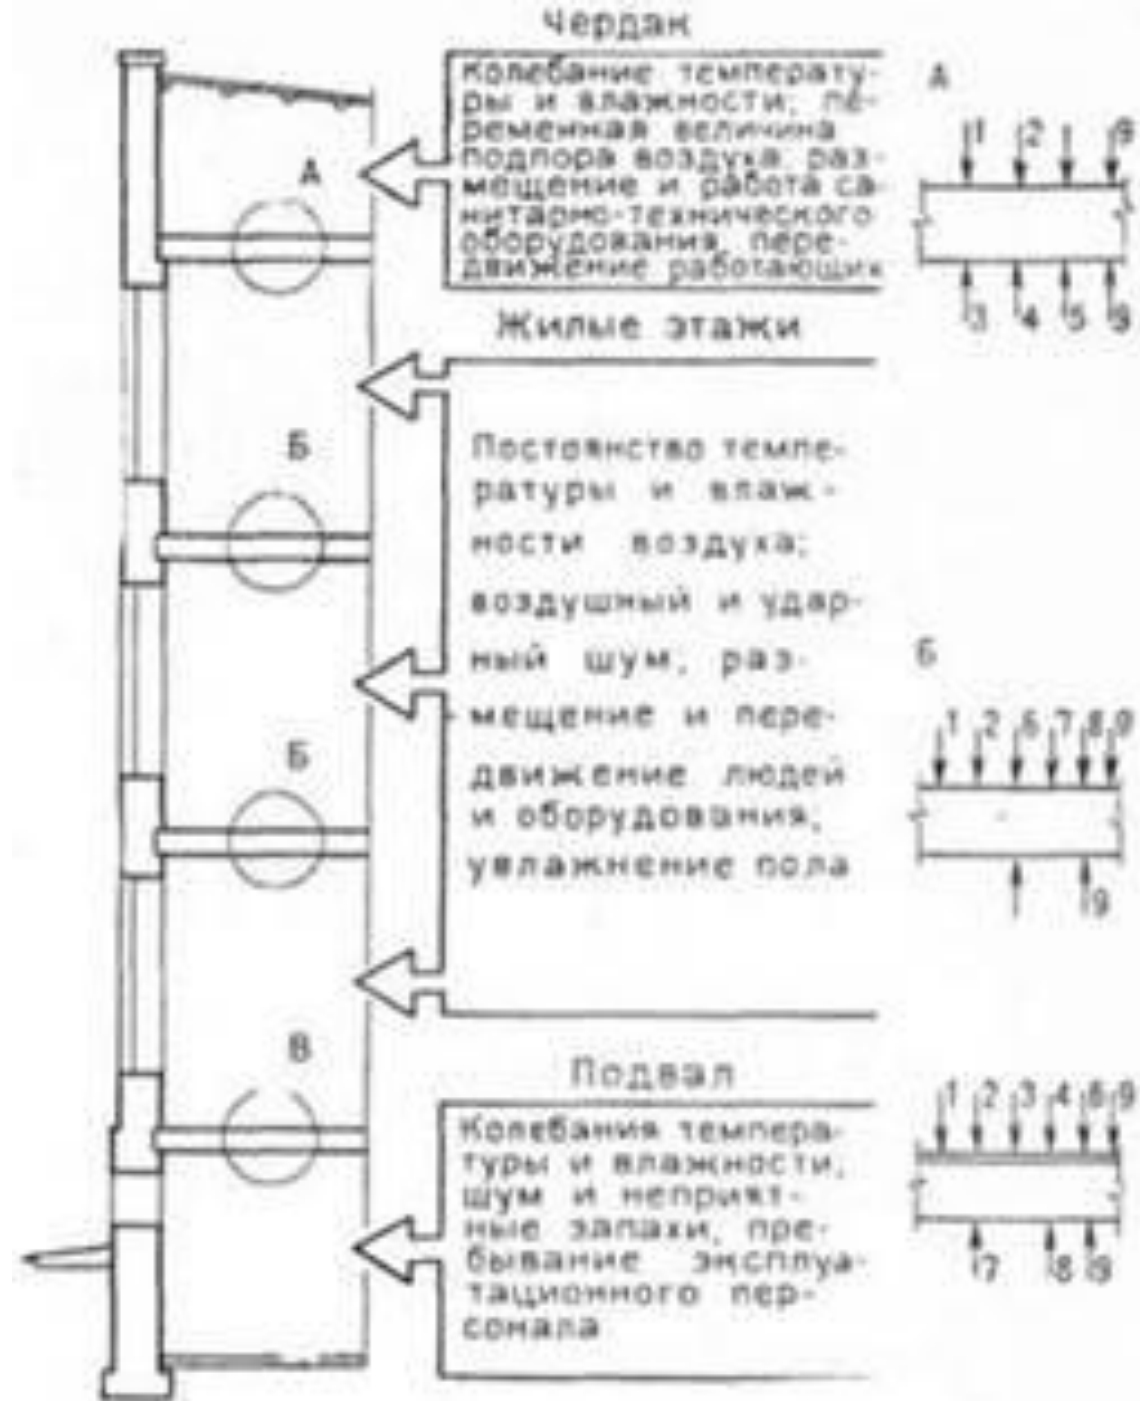 Чердак
Колебание температу-
ры и влажности; пе-
ременная величина
подпора воздуха; раз-
мещение и работа са-
нитарно-технического
оборудования, пере-
движение работающих
А
А
1 2 9
3 4 5 9
Жилые этажи
Постоянство темпе-
ратуры и влаж-
ности воздуха;
воздушный и удар-
ный шум, раз-
мещение и пере-
движение людей
и оборудования,
увлажнение пола
Б
Б
Б
1 2 6 7 8 9
9
В
Подвал
Колебания темпера-
туры и влажности,
шум и неприят-
ные запахи, пре-
бывание эксплуа-
тационного пер-
сонала
1 2 3 4 6 9
7 8 9